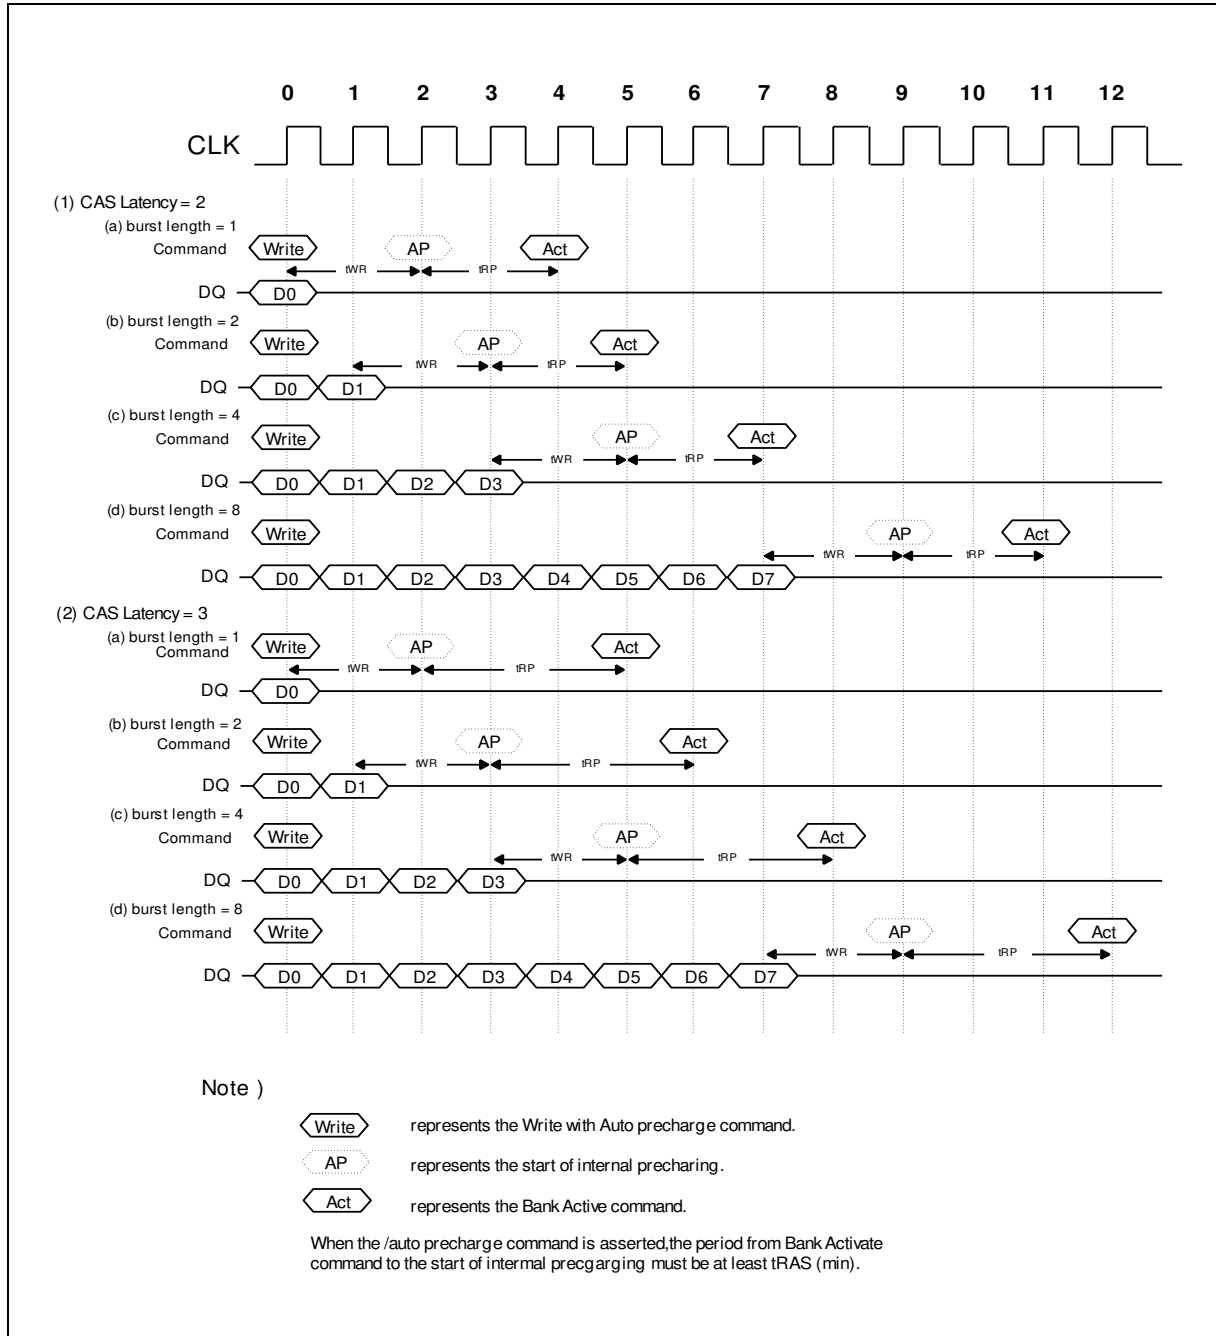 0 1 2 3 4 5 6 7 8 9 10 11 12
CLK
(1) CAS Latency = 2
(a) burst length = 1
Command Write AP Act
tWR tRP
DQ D0
(b) burst length = 2
Command Write AP Act
tWR tRP
DQ D0 D1
(c) burst length = 4
Command Write AP Act
tWR tRP
DQ D0 D1 D2 D3
(d) burst length = 8
Command Write AP Act
tWR tRP
DQ D0 D1 D2 D3 D4 D5 D6 D7
(2) CAS Latency = 3
(a) burst length = 1
Command Write AP Act
tWR tRP
DQ D0
(b) burst length = 2
Command Write AP Act
tWR tRP
DQ D0 D1
(c) burst length = 4
Command Write AP Act
tWR tRP
DQ D0 D1 D2 D3
(d) burst length = 8
Command Write AP Act
tWR tRP
DQ D0 D1 D2 D3 D4 D5 D6 D7
Note )
Write represents the Write with Auto precharge command.
AP represents the start of internal precharing.
Act represents the Bank Active command.
When the /auto precharge command is asserted,the period from Bank Activate
command to the start of internal precgarging must be at least tRAS (min).